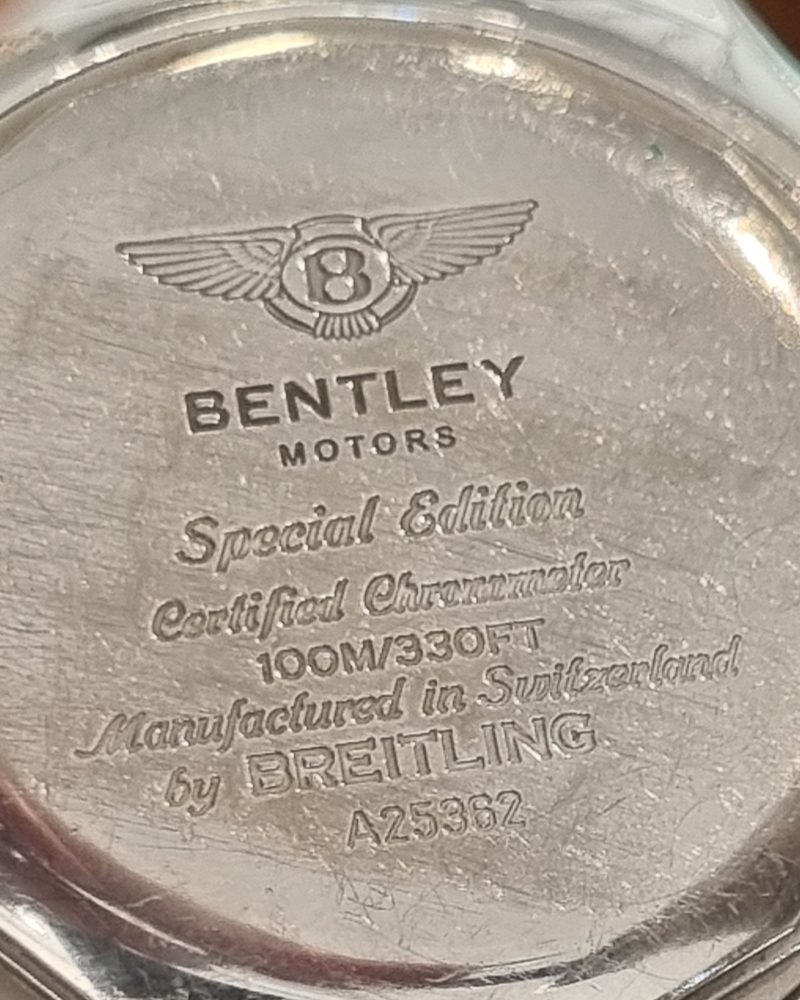 B
BENTLEY
MOTORS
Special Edition
Certified Chronometer
100M/330FT
Manufactured in Switzerland
by BREITLING
A25362